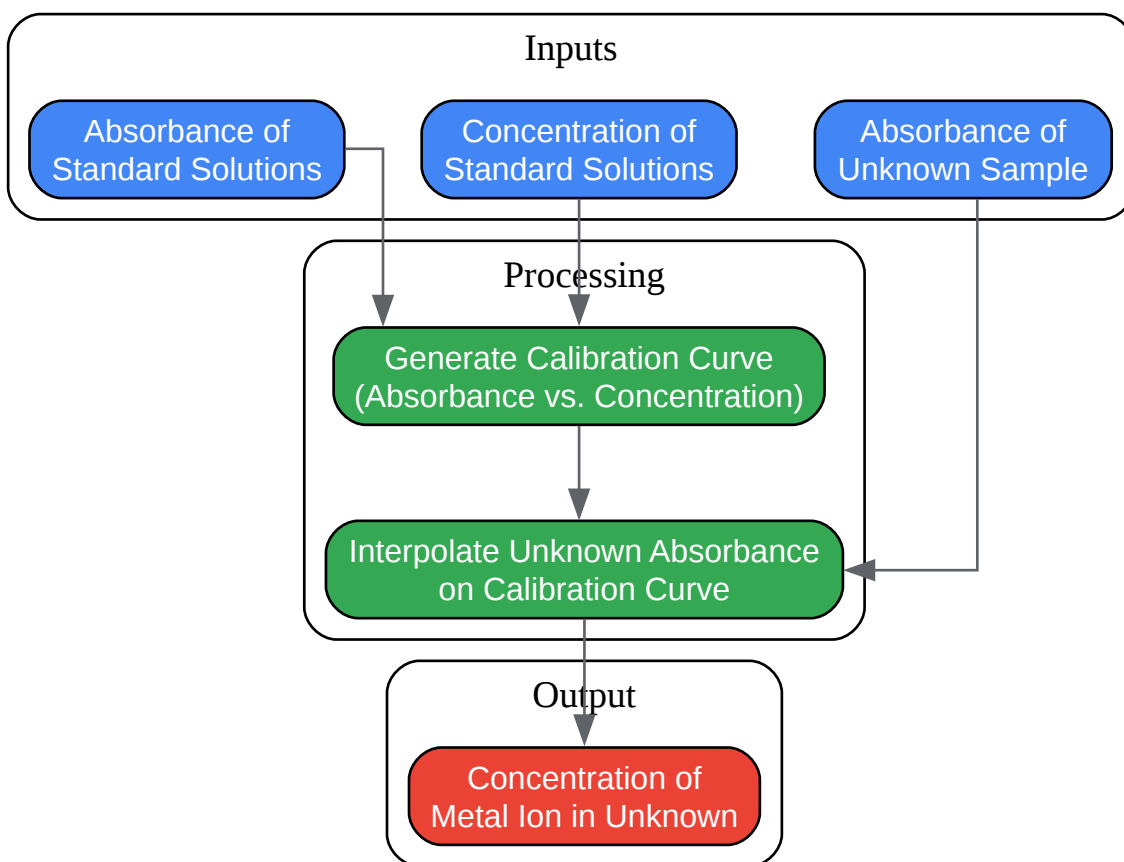 Inputs
Absorbance of
Standard Solutions
Concentration of
Standard Solutions
Absorbance of
Unknown Sample
Processing
Generate Calibration Curve
(Absorbance vs. Concentration)
Interpolate Unknown Absorbance
on Calibration Curve
Output
Concentration of
Metal Ion in Unknown